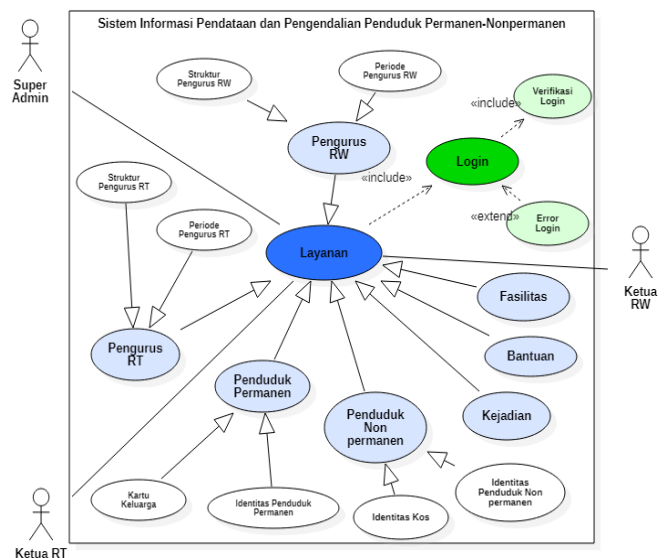 Sistem Informasi Pendataan dan Pengendalian Penduduk Permanen-Nonpermanen
Super
Admin
Struktur
Pengurus RW
Periode
Pengurus RW
Verifikasi
Login
«include»
Pengurus
RW
Login
«include»
Struktur
Pengurus RT
Periode
Pengurus RT
«extend»
Error
Login
Layanan
Ketua
RW
Fasilitas
Pengurus
RT
Bantuan
Penduduk
Permanen
Penduduk
Non
permanen
Kejadian
Kartu
Keluarga
Identitas Penduduk
Permanen
Identitas Kos
Identitas
Penduduk Non
permanen
Ketua RT